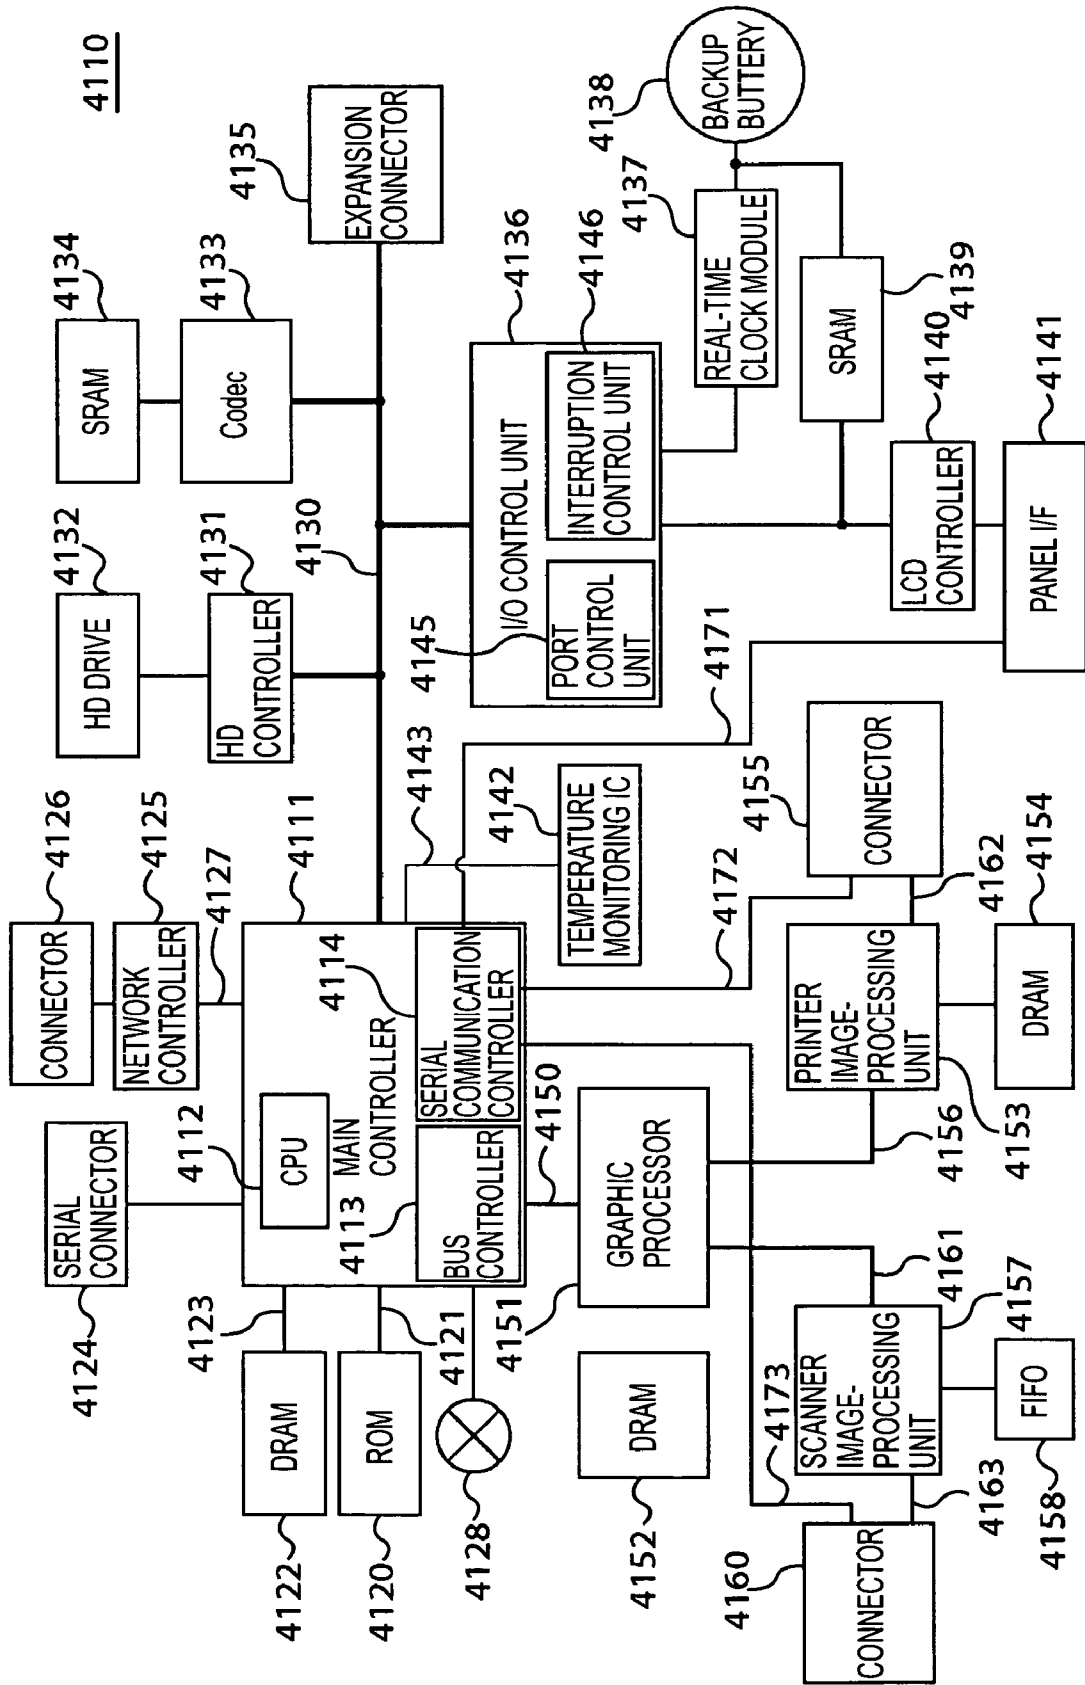 4110
4124
SERIAL
CONNECTOR
CONNECTOR
4126
NETWORK
CONTROLLER
4125
4127
HD DRIVE
4132
HD
CONTROLLER
4131
SRAM
4134
Codec
4133
EXPANSION
CONNECTOR
4135
4130
4122
DRAM
4123
4120
ROM
4121
4128
4111
4112
CPU
MAIN
CONTROLLER
4113
BUS
CONTROLLER
4114
SERIAL
COMMUNICATION
CONTROLLER
4143
4142
TEMPERATURE
MONITORING IC
4136
I/O CONTROL UNIT
4145
PORT
CONTROL
UNIT
4146
INTERRUPTION
CONTROL UNIT
4137
REAL-TIME
CLOCK MODULE
4138
BACKUP
BUTTERY
4139
SRAM
4140
LCD
CONTROLLER
4141
PANEL I/F
4171
4172
4173
4150
4151
GRAPHIC
PROCESSOR
4152
DRAM
4156
4161
4153
PRINTER
IMAGE-
PROCESSING
UNIT
4154
DRAM
4155
CONNECTOR
4162
4157
SCANNER
IMAGE-
PROCESSING
UNIT
4158
FIFO
4163
4160
CONNECTOR